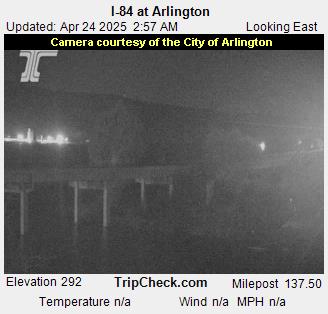 I-84 at Arlington
Updated: Apr 24 2025 2:57 AM Looking East
Camera courtesy of the City of Arlington
Elevation 292 TripCheck.com Milepost 137.50
Temperature n/a Wind n/a MPH n/a